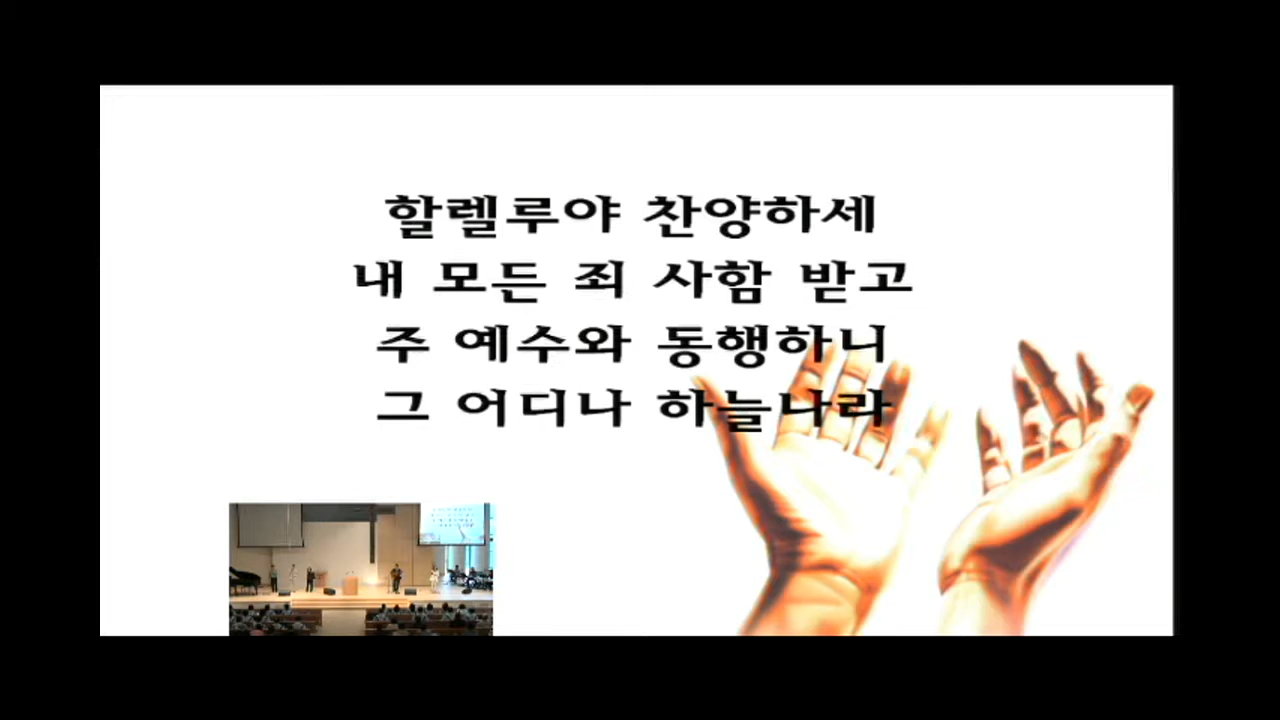 할렐루야 찬양하세
내 모든 죄 사함 받고
주 예수와 동행하니
그 어디나 하늘나라